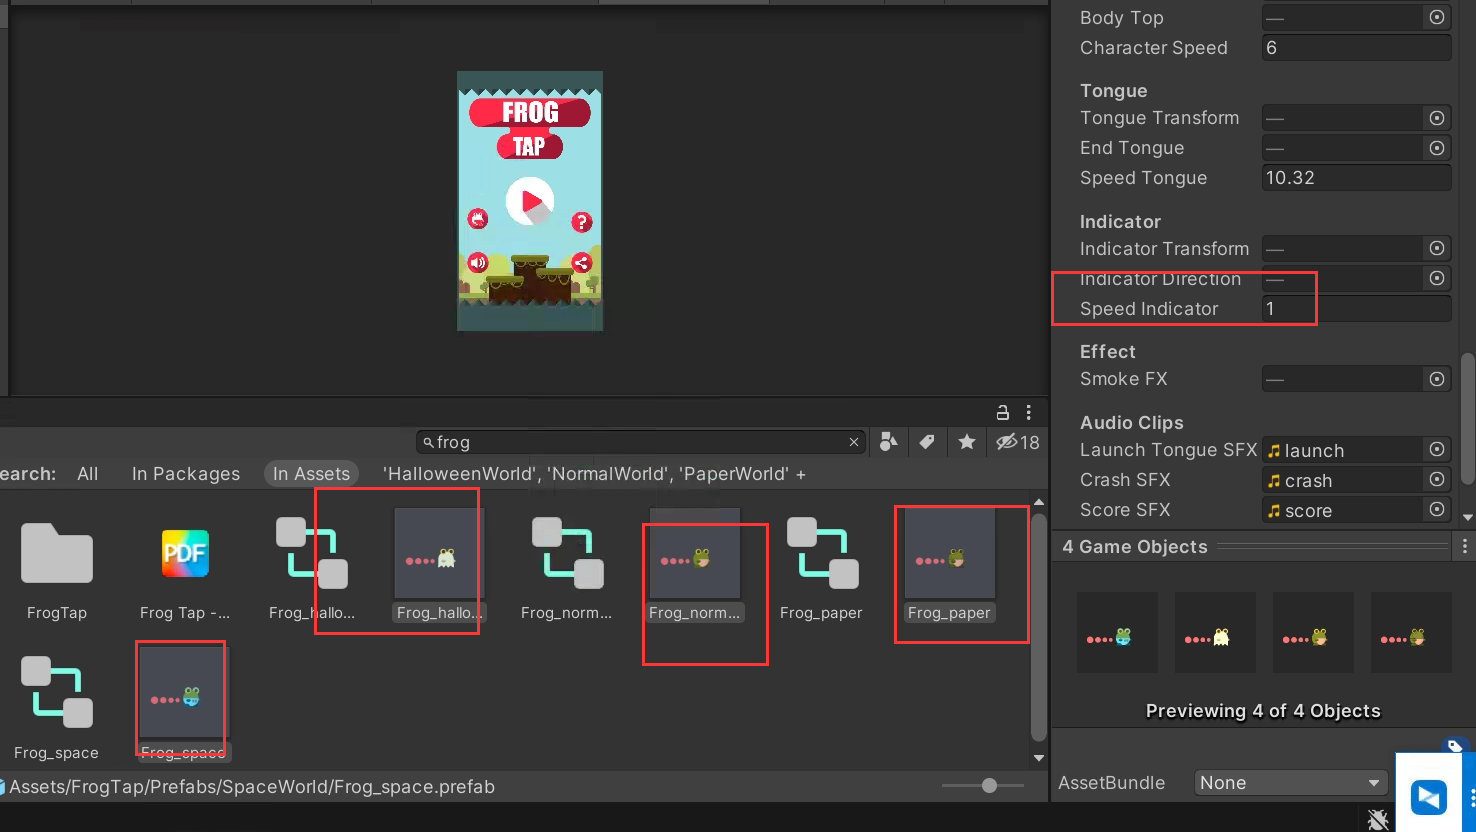 Body Top —
Character Speed 6
Tongue
Tongue Transform —
End Tongue —
Speed Tongue 10.32
Indicator
Indicator Transform —
Indicator Direction —
Speed Indicator 1
Effect
Smoke FX —
Audio Clips
Launch Tongue SFX launch
Crash SFX crash
Score SFX score
4 Game Objects
Previewing 4 of 4 Objects
AssetBundle None
FROG
TAP
?
frog
18
earch: All In Packages In Assets 'HalloweenWorld', 'NormalWorld', 'PaperWorld' +
PDF
FrogTap Frog Tap -... Frog_hallo... Frog_hallo... Frog_norm... Frog_norm... Frog_paper Frog_paper
Frog_space Frog_space
Assets/FrogTap/Prefabs/SpaceWorld/Frog_space.prefab